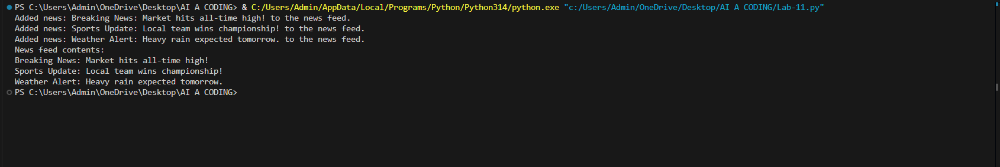 PS C:\Users\Admin\OneDrive\Desktop\AI A CODING> & C:/Users/Admin/AppData/Local/Programs/Python/Python314/python.exe "c:/Users/Admin/OneDrive/Desktop/AI A CODING/Lab-11.py"
Added news: Breaking News: Market hits all-time high! to the news feed.
Added news: Sports Update: Local team wins championship! to the news feed.
Added news: Weather Alert: Heavy rain expected tomorrow. to the news feed.
News feed contents:
Breaking News: Market hits all-time high!
Sports Update: Local team wins championship!
Weather Alert: Heavy rain expected tomorrow.
PS C:\Users\Admin\OneDrive\Desktop\AI A CODING>